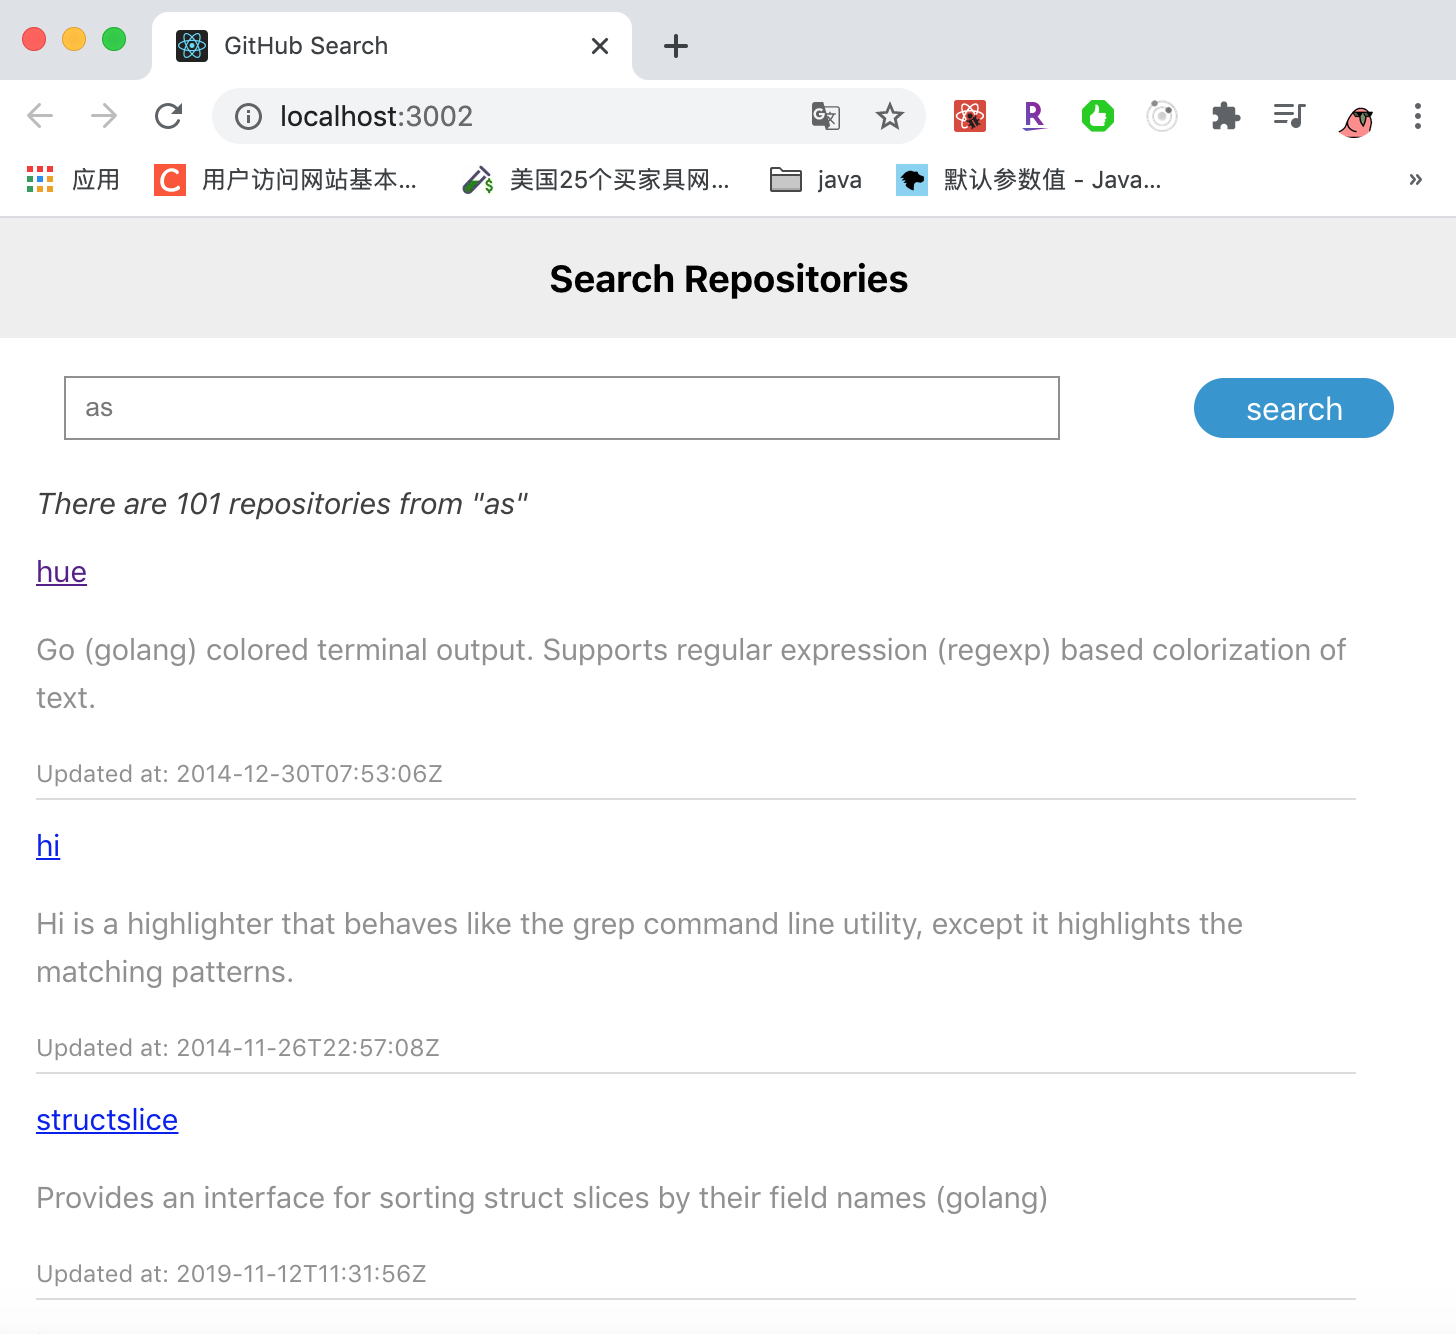 GitHub Search
localhost:3002
应用
用户访问网站基本...
美国25个买家具网...
java
默认参数值 - Java...
»
Search Repositories
as
search
There are 101 repositories from "as"
hue
Go (golang) colored terminal output. Supports regular expression (regexp) based colorization of
text.
Updated at: 2014-12-30T07:53:06Z
hi
Hi is a highlighter that behaves like the grep command line utility, except it highlights the
matching patterns.
Updated at: 2014-11-26T22:57:08Z
structslice
Provides an interface for sorting struct slices by their field names (golang)
Updated at: 2019-11-12T11:31:56Z